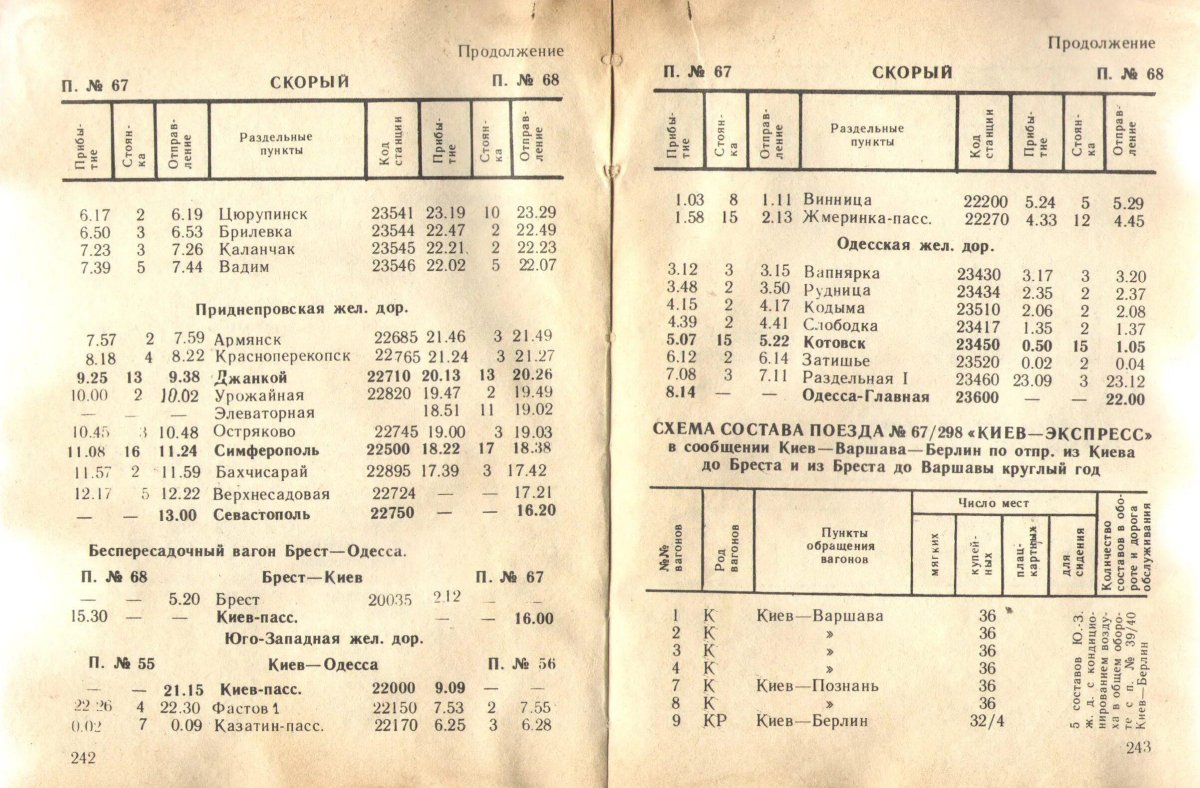 Продолжение
П. № 67 СКОРЫЙ П. № 68
Прибытие Стоянка Отправление Раздельные пункты Код станции Прибытие Стоянка Отправление
6.17 2 6.19 Цюрупинск 23541 23.19 10 23.29
6.50 3 6.53 Брилевка 23544 22.47 2 22.49
7.23 3 7.26 Каланчак 23545 22.21 2 22.23
7.39 5 7.44 Вадим 23546 22.02 5 22.07
Приднепровская жел. дор.
7.57 2 7.59 Армянск 22685 21.46 3 21.49
8.18 4 8.22 Красноперекопск 22765 21.24 3 21.27
9.25 13 9.38 Джанкой 22710 20.13 13 20.26
10.00 2 10.02 Урожайная 22820 19.47 2 19.49
— — — Элеваторная 18.51 11 19.02
10.45 3 10.48 Остряково 22745 19.00 3 19.03
11.08 16 11.24 Симферополь 22500 18.22 17 18.38
11.57 2 11.59 Бахчисарай 22895 17.39 3 17.42
12.17 5 12.22 Верхнесадовая 22724 — — 17.21
— — 13.00 Севастополь 22750 — — 16.20
Беспересадочный вагон Брест—Одесса.
П. № 68 Брест—Киев П. № 67
— — 5.20 Брест 20035 2.12 — —
15.30 — — Киев-пасс. — — 16.00
Юго-Западная жел. дор.
П. № 55 Киев—Одесса П. № 56
— — 21.15 Киев-пасс. 22000 9.09 — —
22.26 4 22.30 Фастов 1 22150 7.53 2 7.55
0.02 7 0.09 Казатин-пасс. 22170 6.25 3 6.28
242
Продолжение
П. № 67 СКОРЫЙ П. № 68
Прибытие Стоянка Отправление Раздельные пункты Код станции Прибытие Стоянка Отправление
1.03 8 1.11 Винница 22200 5.24 5 5.29
1.58 15 2.13 Жмеринка-пасс. 22270 4.33 12 4.45
Одесская жел. дор.
3.12 3 3.15 Вапнярка 23430 3.17 3 3.20
3.48 2 3.50 Рудница 23434 2.35 2 2.37
4.15 2 4.17 Кодыма 23510 2.06 2 2.08
4.39 2 4.41 Слободка 23417 1.35 2 1.37
5.07 15 5.22 Котовск 23450 0.50 15 1.05
6.12 2 6.14 Затишье 23520 0.02 2 0.04
7.08 3 7.11 Раздельная I 23460 23.09 3 23.12
8.14 — — Одесса-Главная 23600 — — 22.00
СХЕМА СОСТАВА ПОЕЗДА № 67/298 «КИЕВ—ЭКСПРЕСС»
в сообщении Киев—Варшава—Берлин по отпр. из Киева
до Бреста и из Бреста до Варшавы круглый год
№№ вагонов Род вагонов Пункты обращения вагонов Число мест мягких купейных плацкартных для сидения Количество составов в обороте и дорога обслуживания
1 К Киев—Варшава 36
2 К » 36
3 К » 36
4 К » 36
7 К Киев—Познань 36
8 К » 36
9 КР Киев—Берлин 32/4
5 составов Ю.-З.
ж. д. с кондицио-
нированием возду-
ха в общем оборо-
те с п. № 39/40
Киев—Берлин
243